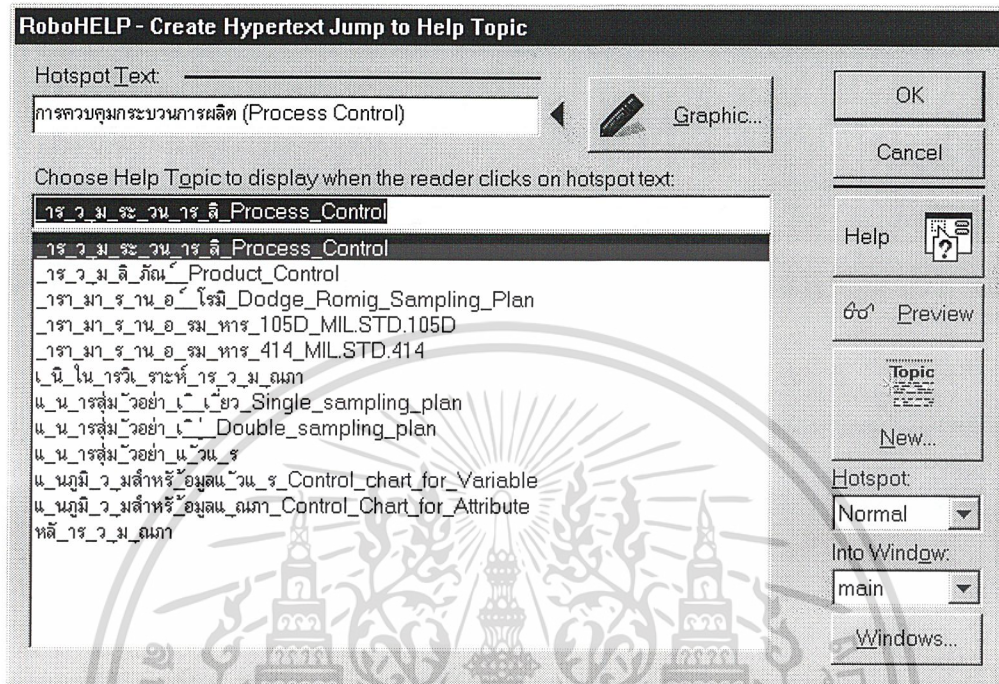 RoboHELP - Create Hypertext Jump to Help Topic
Hotspot Text:
การควบคุมกระบวนการผลิต (Process Control)
Graphic...
OK
Cancel
Choose Help Topic to display when the reader clicks on hotspot text:
_าร_ว_ม_ระ_วน_าร_ลิ_Process_Control
_าร_ว_ม_ระ_วน_าร_ลิ_Process_Control
_าร_ว_ม_ลิ_ภัณ์__Product_Control
_ารา_มา_ร_าน_อ_์_โรมิ_Dodge_Romig_Sampling_Plan
_ารา_มา_ร_าน_อ_รม_หาร_105D_MIL.STD.105D
_ารา_มา_ร_าน_อ_รม_หาร_414_MIL.STD.414
เ_นิ_ใน_ารวิเ_ราะห์_าร_ว_ม_ณภา
แ_น_ารสุ่ม_ัวอย่า_เ_ิ_เ_ี่ยว_Single_sampling_plan
แ_น_ารสุ่ม_ัวอย่า_เ_ิ_่__Double_sampling_plan
แ_น_ารสุ่ม_ัวอย่า_แ_ัวแ_ร
แ_นภูมิ_ว_มสำหรั_้อมูลแ_ัวแ_ร_Control_chart_for_Variable
แ_นภูมิ_ว_มสำหรั_้อมูลแ_ณภา_Control_Chart_for_Attribute
หลั_าร_ว_ม_ณภา
Help
Preview
Topic
New...
Hotspot:
Normal
Into Window:
main
Windows...